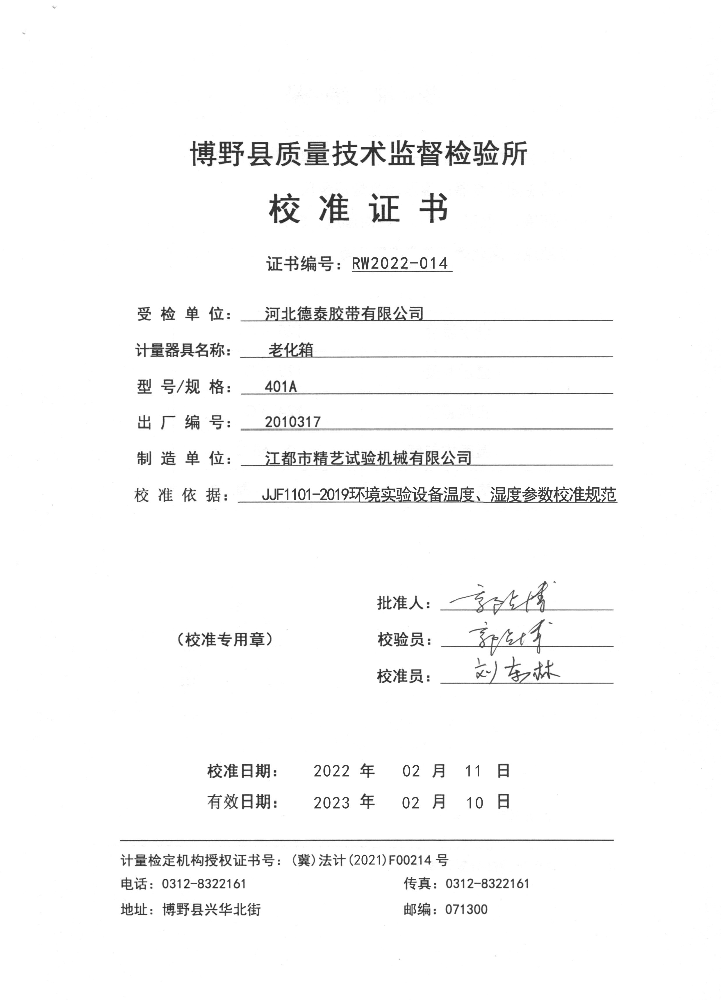 博野县质量技术监督检验所
校准证书
证书编号：RW2022-014
受检单位：河北德泰胶带有限公司
计量器具名称：老化箱
型号/规格：401A
出厂编号：2010317
制造单位：江都市精艺试验机械有限公司
校准依据：JJF1101-2019环境实验设备温度、湿度参数校准规范
批准人：
（校准专用章）
校验员：
校准员：刘东林
校准日期：2022 年 02 月 11 日
有效日期：2023 年 02 月 10 日
计量检定机构授权证书号：(冀)法计(2021)F00214 号
电话：0312-8322161 传真：0312-8322161
地址：博野县兴华北街 邮编：071300